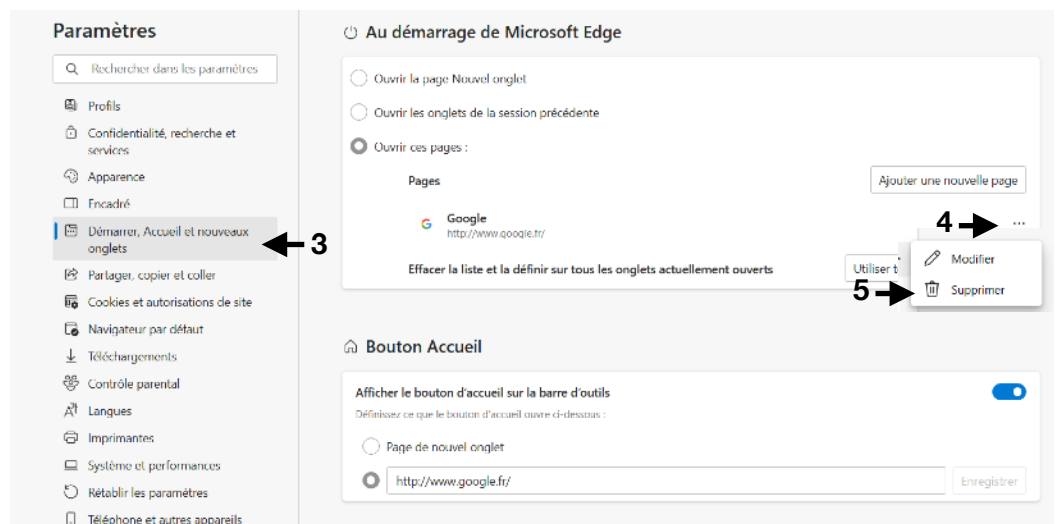 Paramètres
Rechercher dans les paramètres
Profils
Confidentialité, recherche et
services
Apparence
Encadré
Démarrer, Accueil et nouveaux
onglets
3
Partager, copier et coller
Cookies et autorisations de site
Navigateur par défaut
Téléchargements
Contrôle parental
Langues
Imprimantes
Système et performances
Rétablir les paramètres
Téléphone et autres appareils
Au démarrage de Microsoft Edge
Ouvrir la page Nouvel onglet
Ouvrir les onglets de la session précédente
Ouvrir ces pages :
Pages
Ajouter une nouvelle page
Google
http://www.google.fr/
4
...
Modifier
Effacer la liste et la définir sur tous les onglets actuellement ouverts
Utiliser t
5
Supprimer
Bouton Accueil
Afficher le bouton d'accueil sur la barre d'outils
Définissez ce que le bouton d'accueil ouvre ci-dessous :
Page de nouvel onglet
http://www.google.fr/
Enregistrer